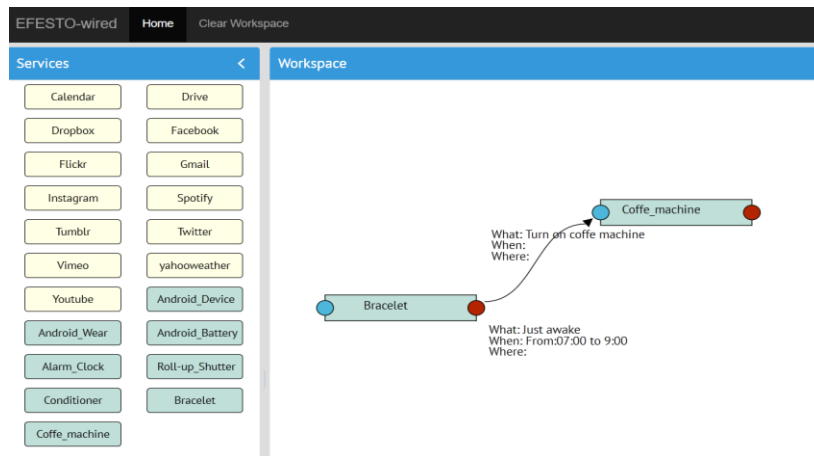 EFESTO-wired Home Clear Workspace
Services <
Calendar Drive
Dropbox Facebook
Flickr Gmail
Instagram Spotify
Tumblr Twitter
Vimeo yahooweather
Youtube Android_Device
Android_Wear Android_Battery
Alarm_Clock Roll-up_Shutter
Conditioner Bracelet
Coffe_machine
Workspace
Coffe_machine
What: Turn on coffe machine
When:
Where:
Bracelet
What: Just awake
When: From:07:00 to 9:00
Where: